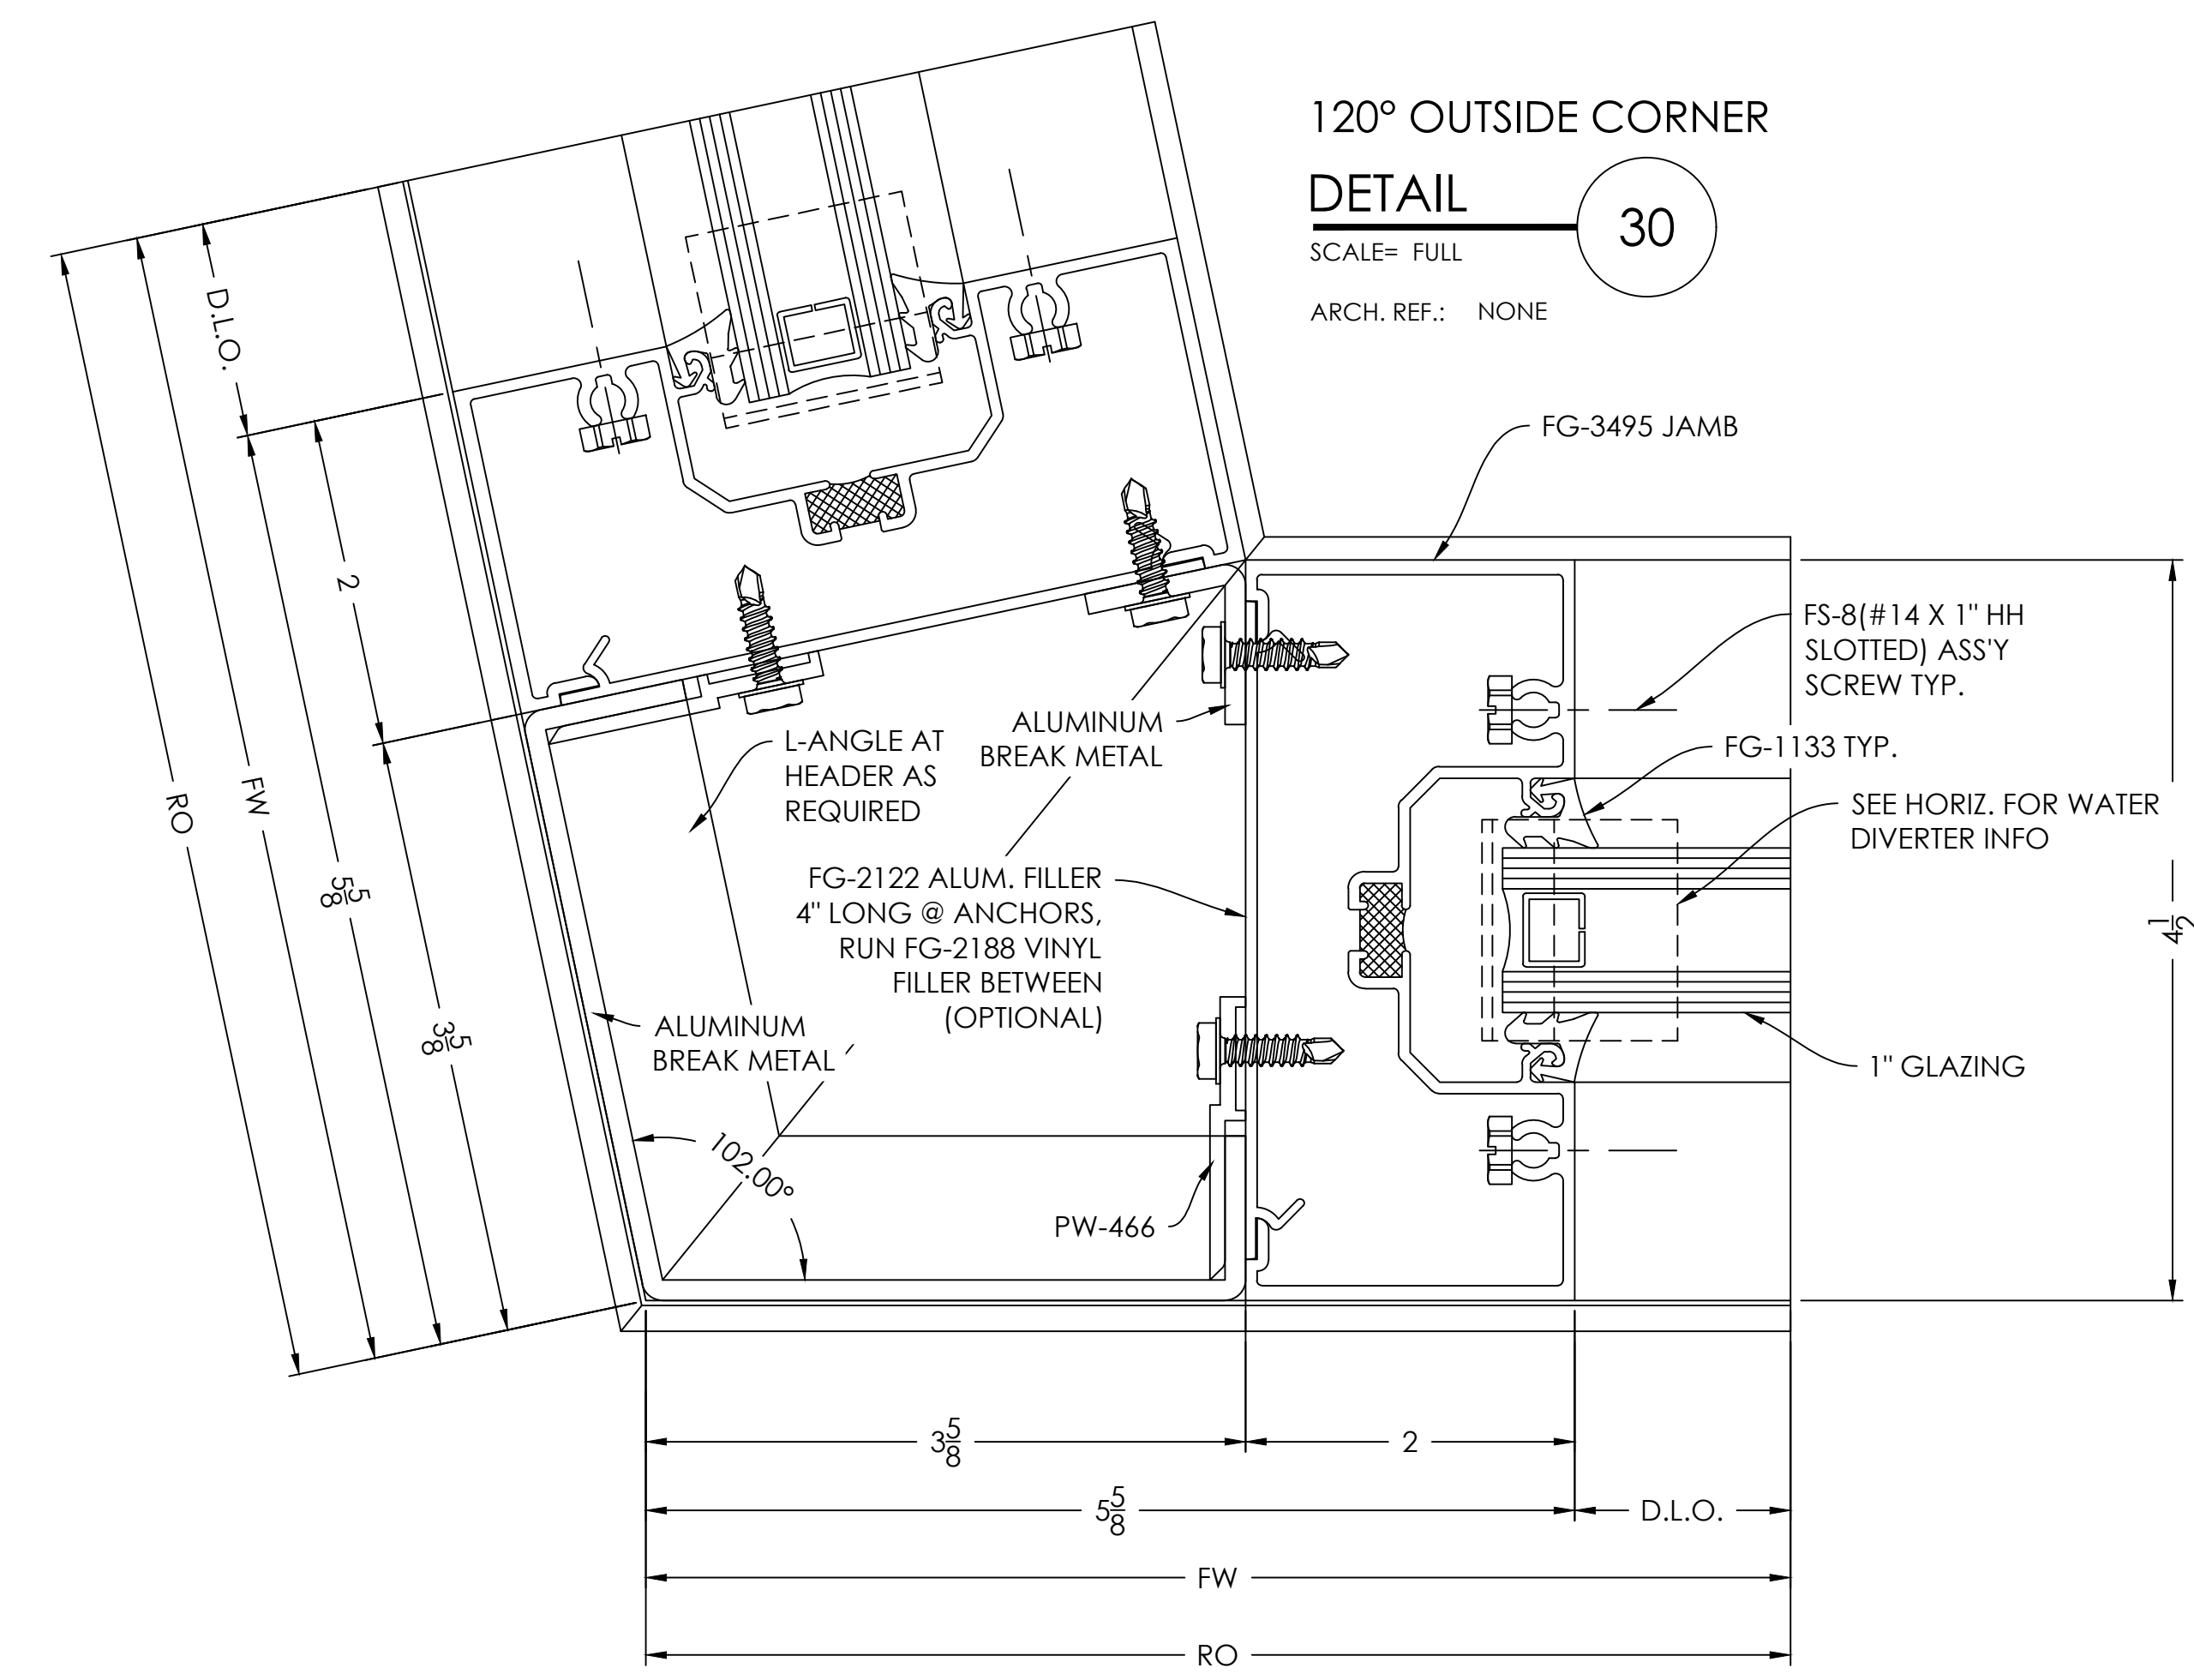 120° OUTSIDE CORNER
DETAIL
30
SCALE= FULL
ARCH. REF.: NONE
FG-3495 JAMB
FS-8(#14 X 1" HH
SLOTTED) ASS'Y
SCREW TYP.
FG-1133 TYP.
SEE HORIZ. FOR WATER
DIVERTER INFO
1" GLAZING
4 1/2
ALUMINUM
BREAK METAL
L-ANGLE AT
HEADER AS
REQUIRED
FG-2122 ALUM. FILLER
4" LONG @ ANCHORS,
RUN FG-2188 VINYL
FILLER BETWEEN
(OPTIONAL)
ALUMINUM
BREAK METAL
102.00°
PW-466
D.L.O.
2
FW
RO
5 5/8
3 5/8
3 5/8
2
5 5/8
D.L.O.
FW
RO